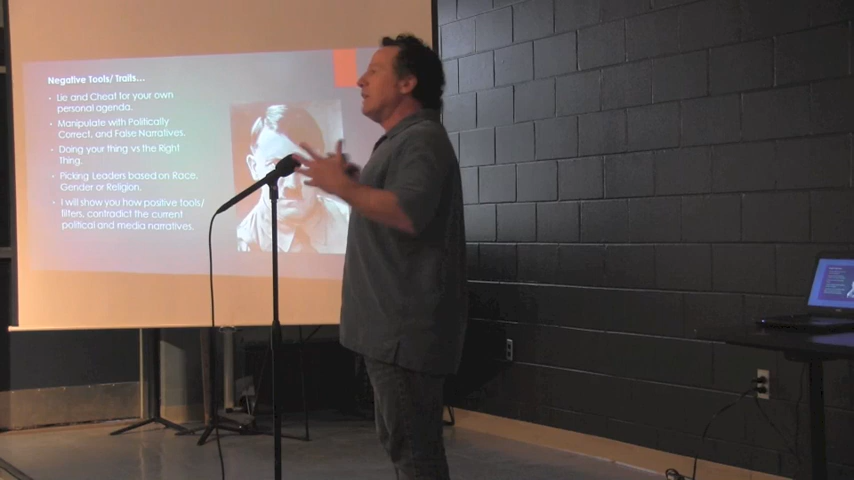 Negative Tools/ Traits...
• Lie and Cheat for your own
personal agenda.
• Manipulate with Politically
Correct, and False Narratives.
• Doing your thing vs the Right
Thing.
• Picking Leaders based on Race,
Gender or Religion.
• I will show you how positive tools/
filters, contradict the current
political and media narratives.